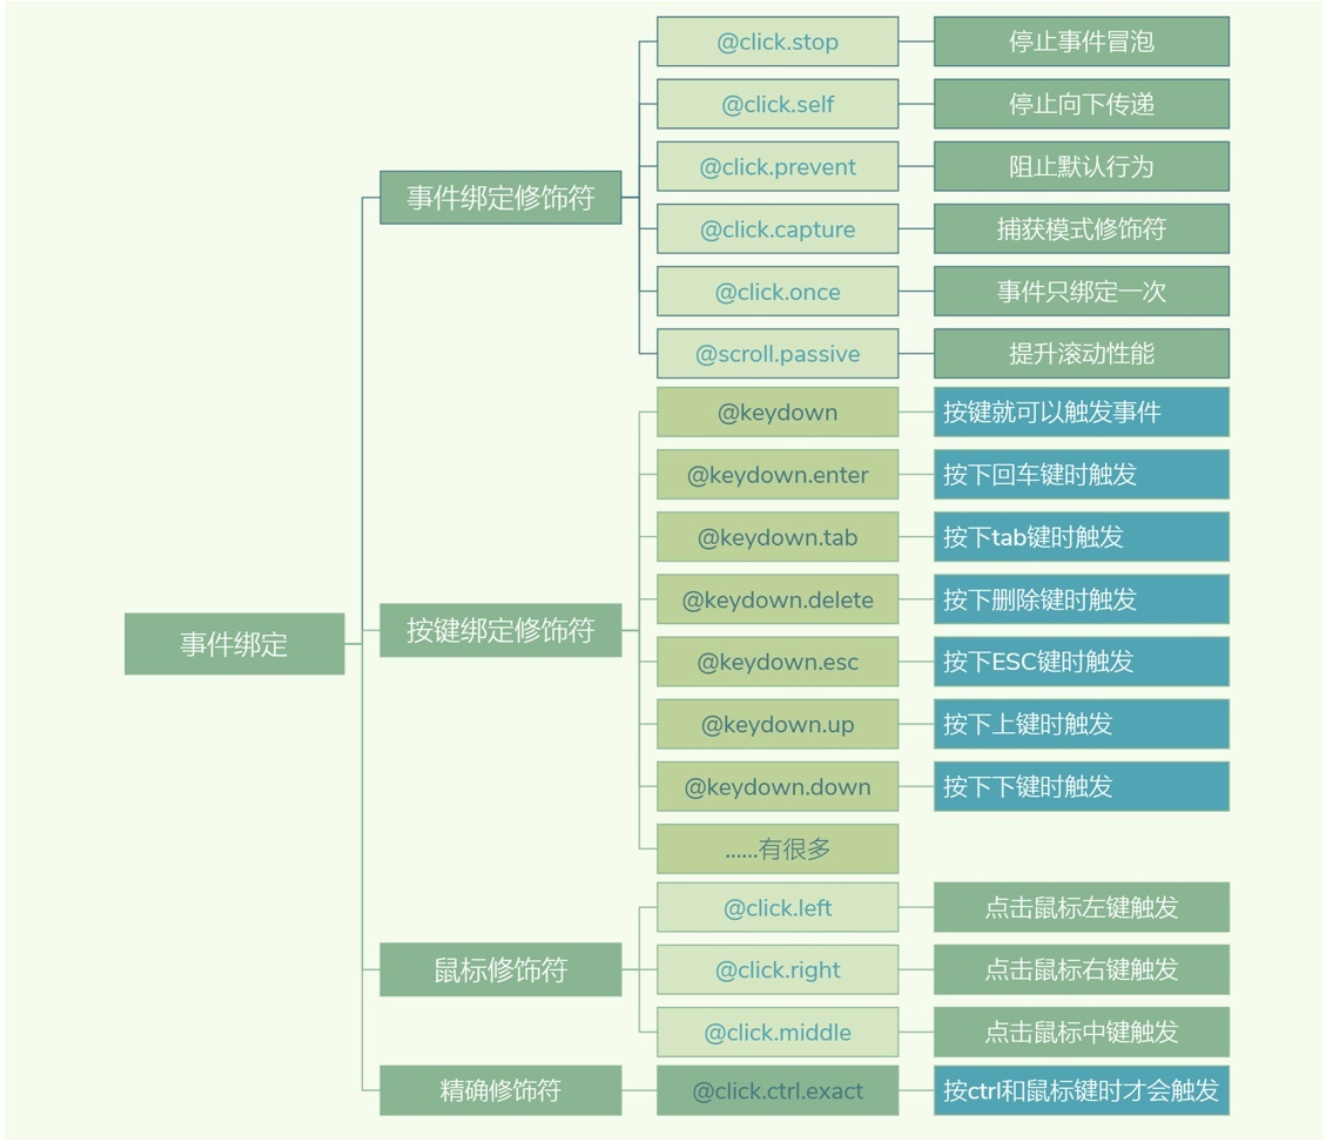 事件绑定
事件绑定修饰符
@click.stop
停止事件冒泡
@click.self
停止向下传递
@click.prevent
阻止默认行为
@click.capture
捕获模式修饰符
@click.once
事件只绑定一次
@scroll.passive
提升滚动性能
按键绑定修饰符
@keydown
按键就可以触发事件
@keydown.enter
按下回车键时触发
@keydown.tab
按下tab键时触发
@keydown.delete
按下删除键时触发
@keydown.esc
按下ESC键时触发
@keydown.up
按下上键时触发
@keydown.down
按下下键时触发
......有很多
鼠标修饰符
@click.left
点击鼠标左键触发
@click.right
点击鼠标右键触发
@click.middle
点击鼠标中键触发
精确修饰符
@click.ctrl.exact
按ctrl和鼠标键时才会触发